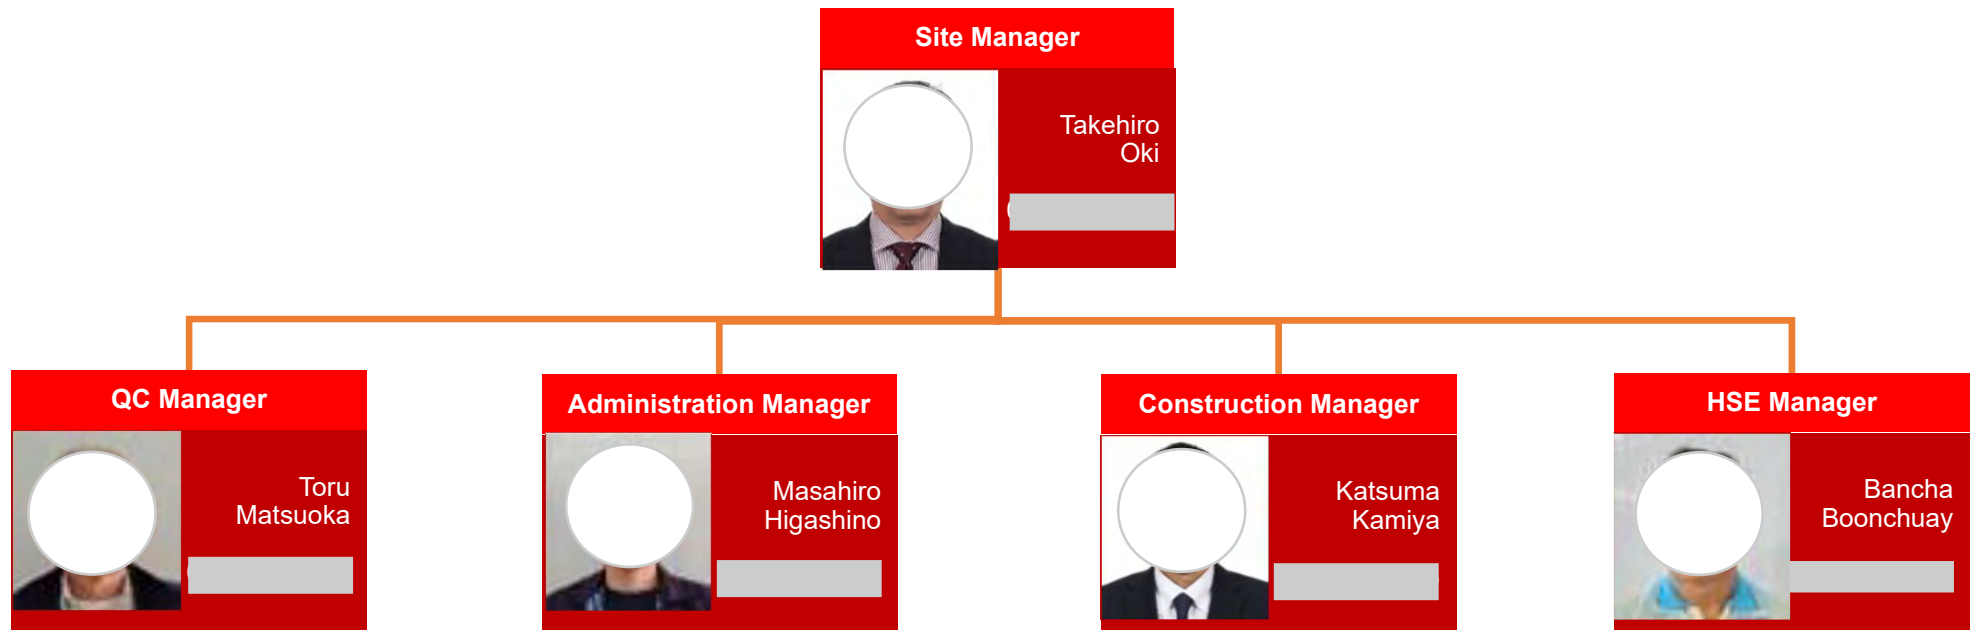 Site Manager
Takehiro
Oki
QC Manager
Toru
Matsuoka
Administration Manager
Masahiro
Higashino
Construction Manager
Katsuma
Kamiya
HSE Manager
Bancha
Boonchuay